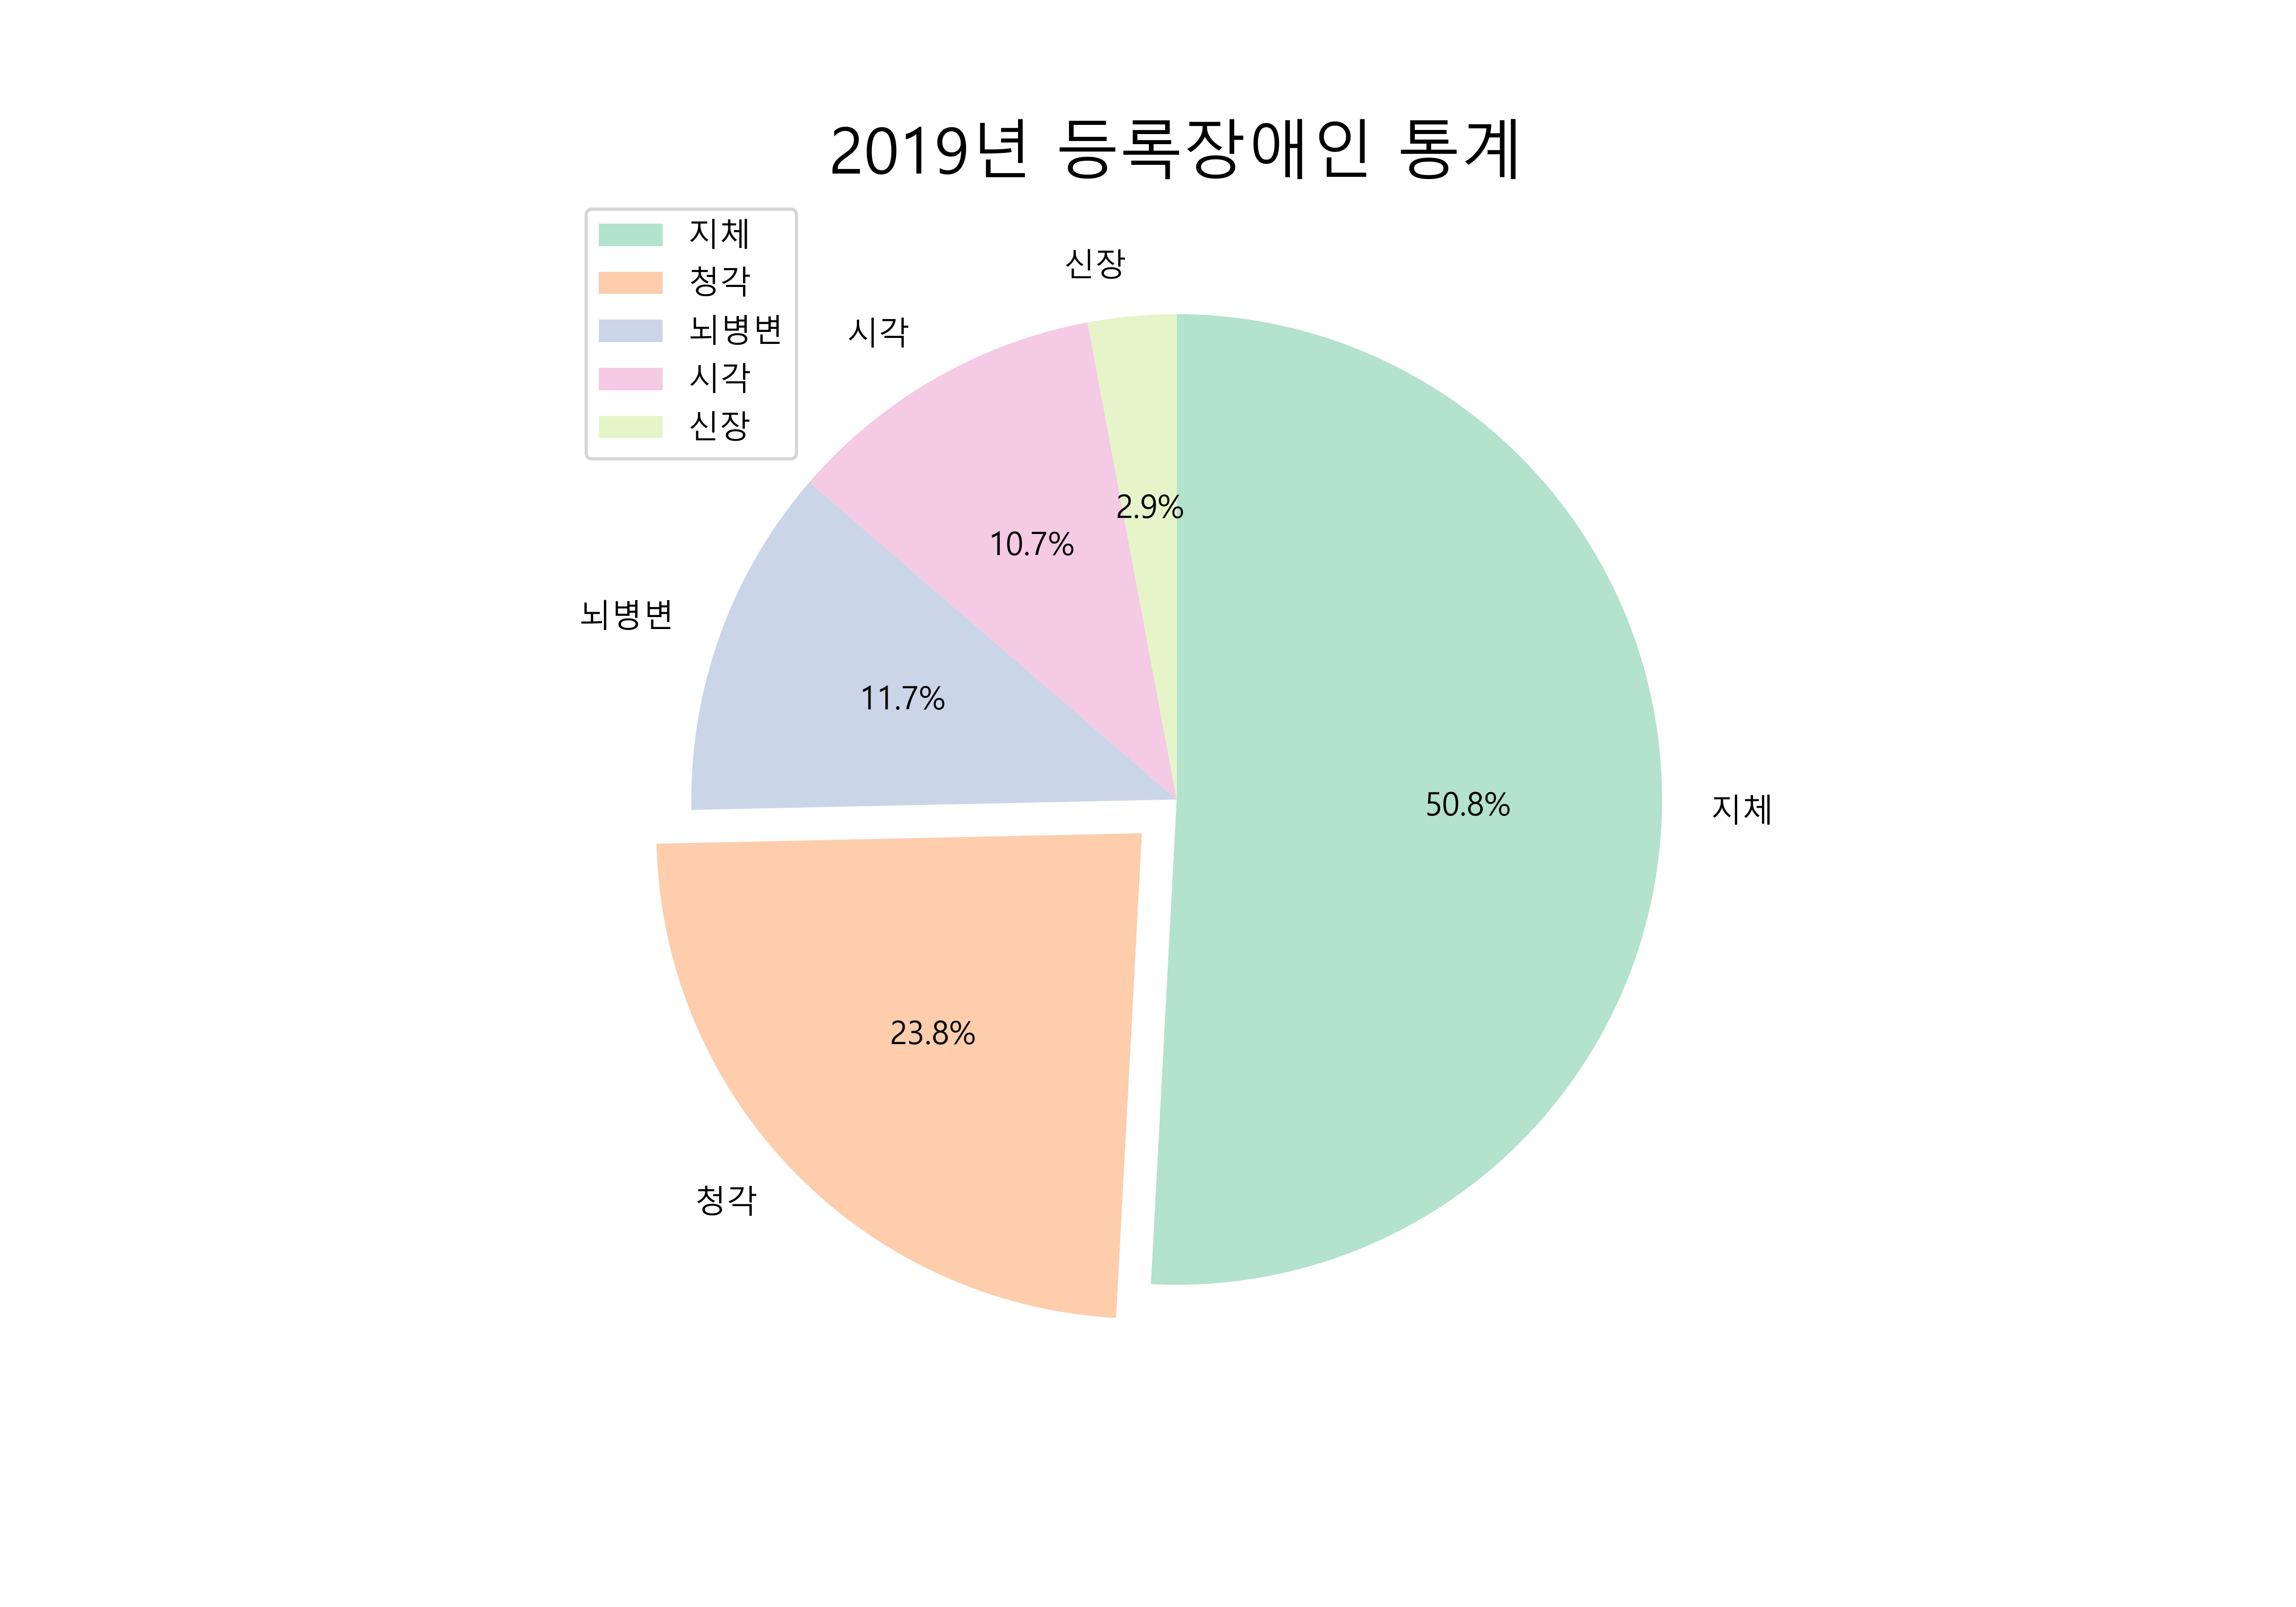 2019년 등록장애인 통계
지체
청각
뇌병변
시각
신장
신장
시각
2.9%
10.7%
뇌병변
11.7%
50.8%
지체
23.8%
청각